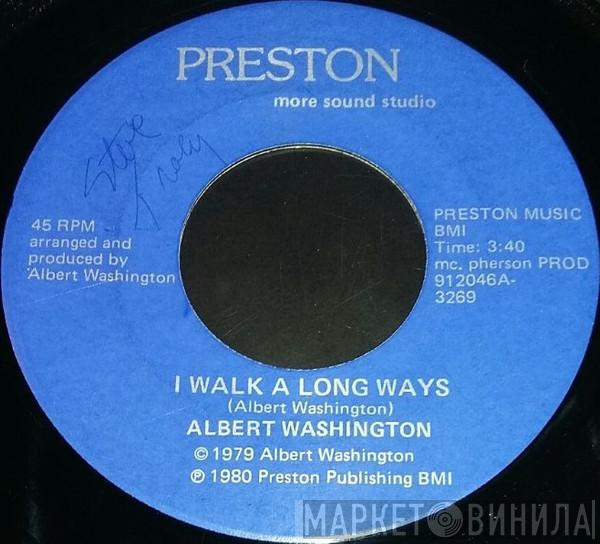 PRESTON
more sound studio
Steve
45 RPM
arranged and
produced by
Albert Washington
PRESTON MUSIC
BMI
Time: 3:40
mc. pherson PROD
912046A-
3269
I WALK A LONG WAYS
(Albert Washington)
ALBERT WASHINGTON
© 1979 Albert Washington
℗ 1980 Preston Publishing BMI
МАРКЕТ ВИНИЛА